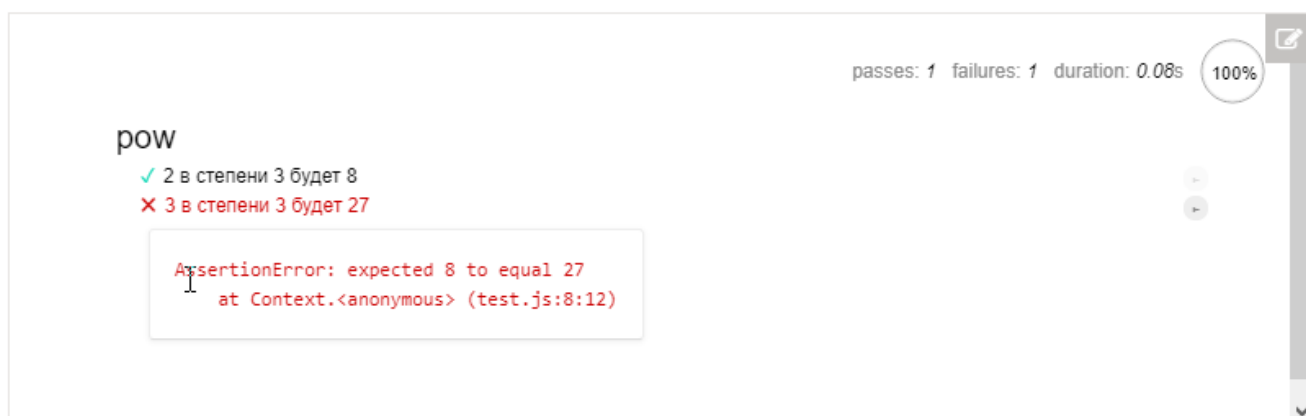 passes: 1 failures: 1 duration: 0.08s 100%
pow
✓ 2 в степени 3 будет 8
✕ 3 в степени 3 будет 27
AssertionError: expected 8 to equal 27
at Context.<anonymous> (test.js:8:12)